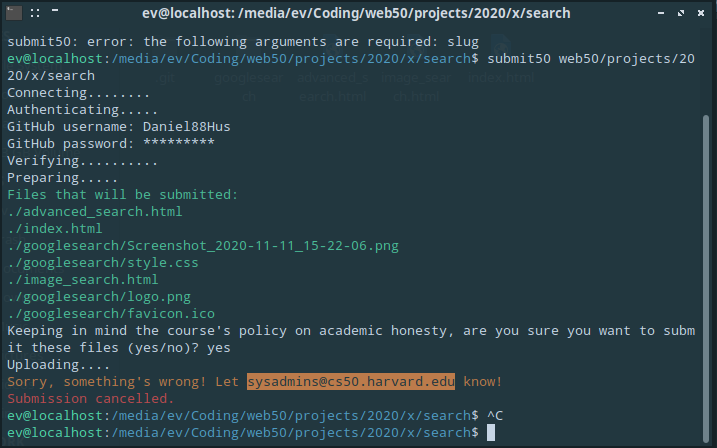 ev@localhost: /media/ev/Coding/web50/projects/2020/x/search
submit50: error: the following arguments are required: slug
ev@localhost:/media/ev/Coding/web50/projects/2020/x/search$ submit50 web50/projects/20
20/x/search
Connecting........
Authenticating.....
GitHub username: Daniel88Hus
GitHub password: *********
Verifying..........
Preparing.....
Files that will be submitted:
./advanced_search.html
./index.html
./googlesearch/Screenshot_2020-11-11_15-22-06.png
./googlesearch/style.css
./image_search.html
./googlesearch/logo.png
./googlesearch/favicon.ico
Keeping in mind the course's policy on academic honesty, are you sure you want to subm
it these files (yes/no)? yes
Uploading....
Sorry, something's wrong! Let sysadmins@cs50.harvard.edu know!
Submission cancelled.
ev@localhost:/media/ev/Coding/web50/projects/2020/x/search$ ^C
ev@localhost:/media/ev/Coding/web50/projects/2020/x/search$